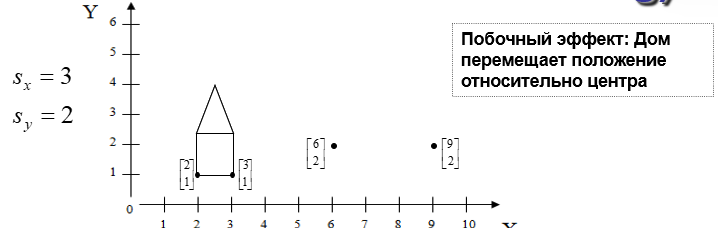 Y
6
5
4
3
2
1
0
s_x = 3
s_y = 2
Побочный эффект: Дом
перемещает положение
относительно центра
[2
1]
[3
1]
[6
2]
[9
2]
1 2 3 4 5 6 7 8 9 10